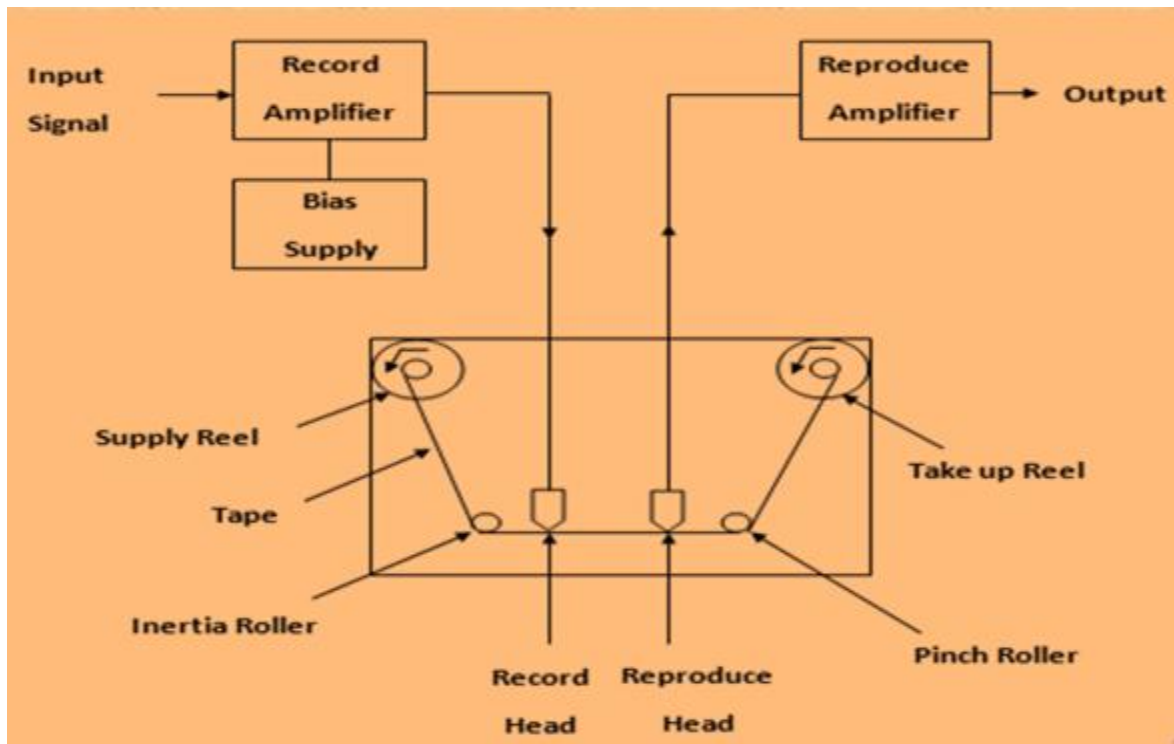 Input
Signal
Record
Amplifier
Bias
Supply
Reproduce
Amplifier
Output
Supply Reel
Tape
Inertia Roller
Record
Head
Reproduce
Head
Take up Reel
Pinch Roller